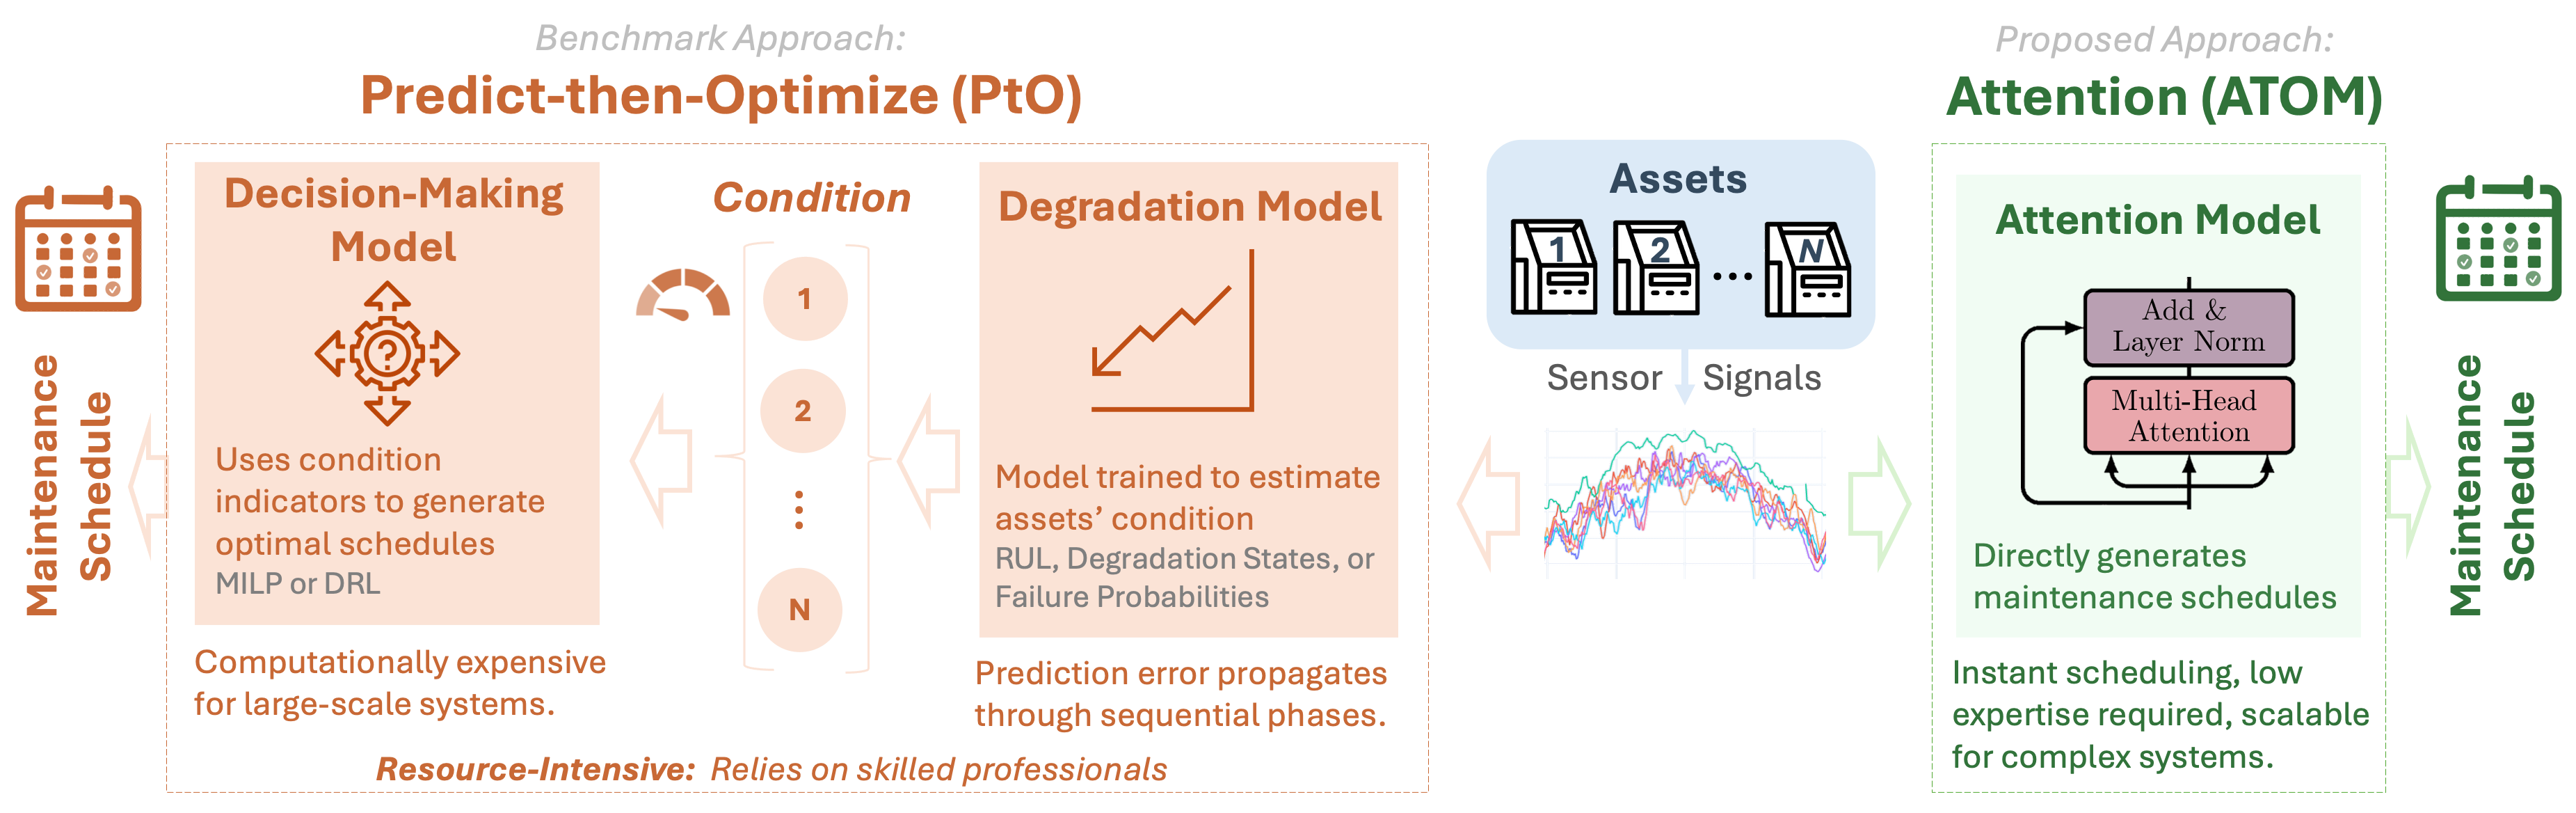 Benchmark Approach:
Predict-then-Optimize (PtO)
Maintenance
Schedule
Decision-Making
Model
?
Uses condition
indicators to generate
optimal schedules
MILP or DRL
Computationally expensive
for large-scale systems.
Condition
1
2
N
Degradation Model
Model trained to estimate
assets’ condition
RUL, Degradation States, or
Failure Probabilities
Prediction error propagates
through sequential phases.
Resource-Intensive: Relies on skilled professionals
Assets
1 2 ... N
Sensor Signals
Proposed Approach:
Attention (ATOM)
Attention Model
Add &
Layer Norm
Multi-Head
Attention
Directly generates
maintenance schedules
Instant scheduling, low
expertise required, scalable
for complex systems.
Maintenance
Schedule